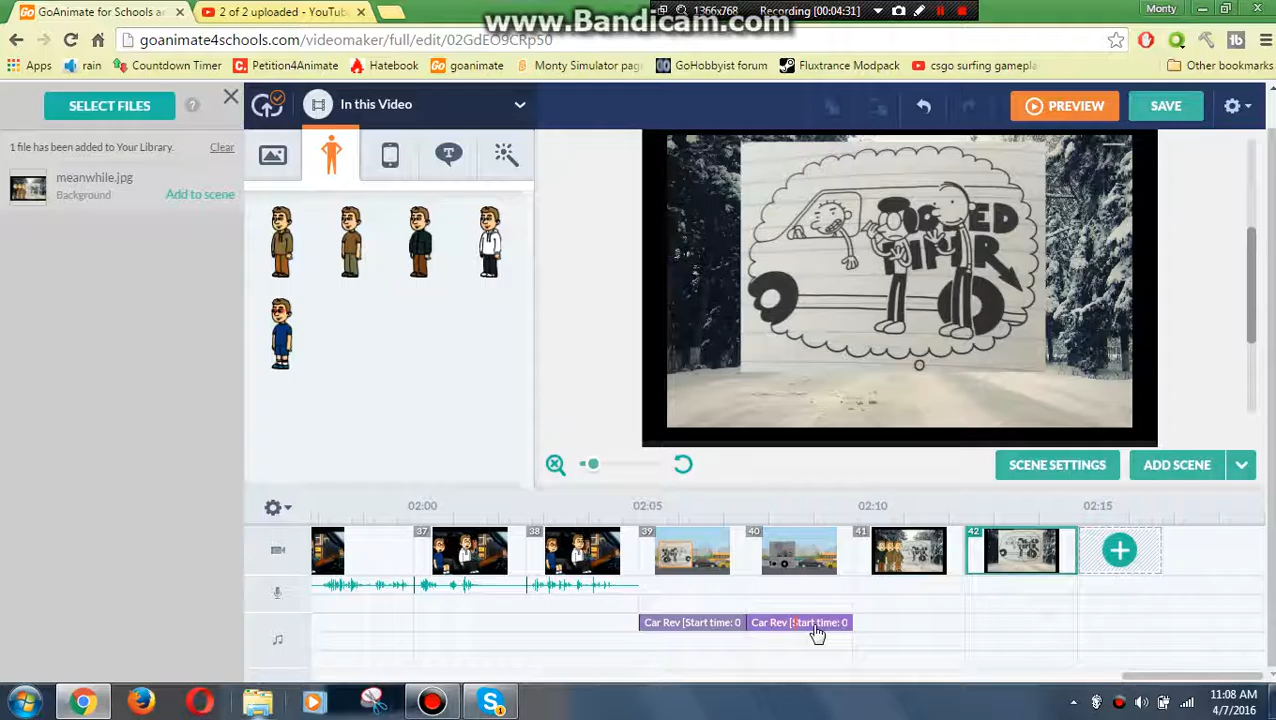 GoAnimate for Schools ar
2 of 2 uploaded - YouTube
www.Bandicam.com
Recording [00:04:31]
1366x768
Monty
goanimate4schools.com/videomaker/full/edit/02GdEO9CRp50
Apps
rain
Countdown Timer
Petition4Animate
Hatebook
goanimate
Monty Simulator page
GoHobbyist forum
Fluxtrance Modpack
csgo surfing gamepla
Other bookmarks
SELECT FILES
?
In this Video
PREVIEW
SAVE
1 file has been added to Your Library.
Clear
meanwhile.jpg
Background
Add to scene
SCENE SETTINGS
ADD SCENE
02:00
02:05
02:10
02:15
37
38
39
40
41
42
Car Rev [Start time: 0
Car Rev [Start time: 0
11:08 AM
4/7/2016